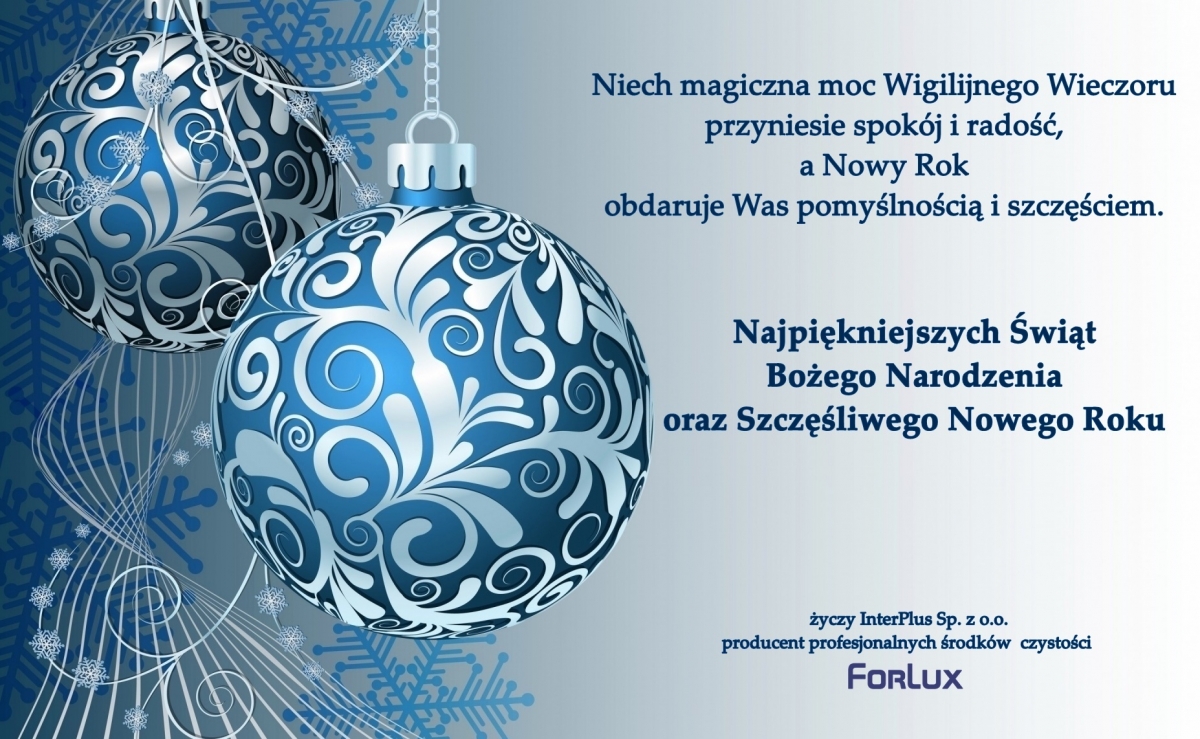 Niech magiczna moc Wigilijnego Wieczoru
przyniesie spokój i radość,
a Nowy Rok
obdaruje Was pomyślnością i szczęściem.
Najpiękniejszych Świąt
Bożego Narodzenia
oraz Szczęśliwego Nowego Roku
życzy InterPlus Sp. z o.o.
producent profesjonalnych środków czystości
ForLux